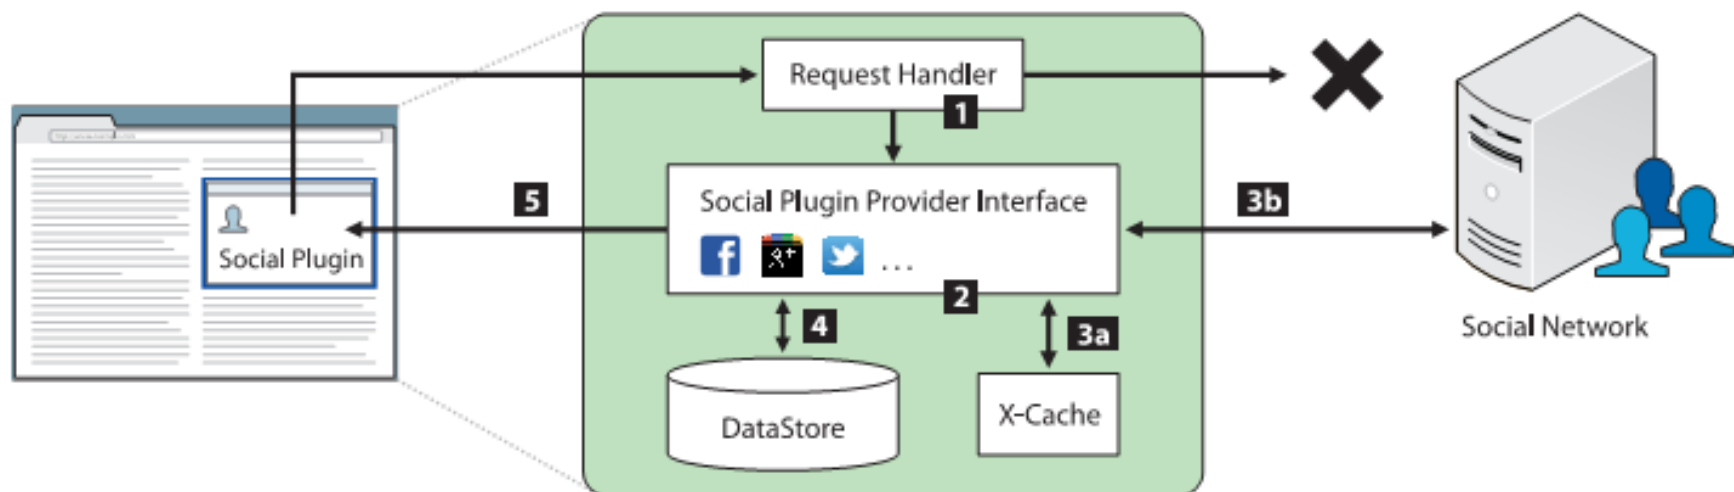 Request Handler
1
Social Plugin Provider Interface
5
3b
Social Plugin
...
2
4
3a
Social Network
DataStore
X-Cache